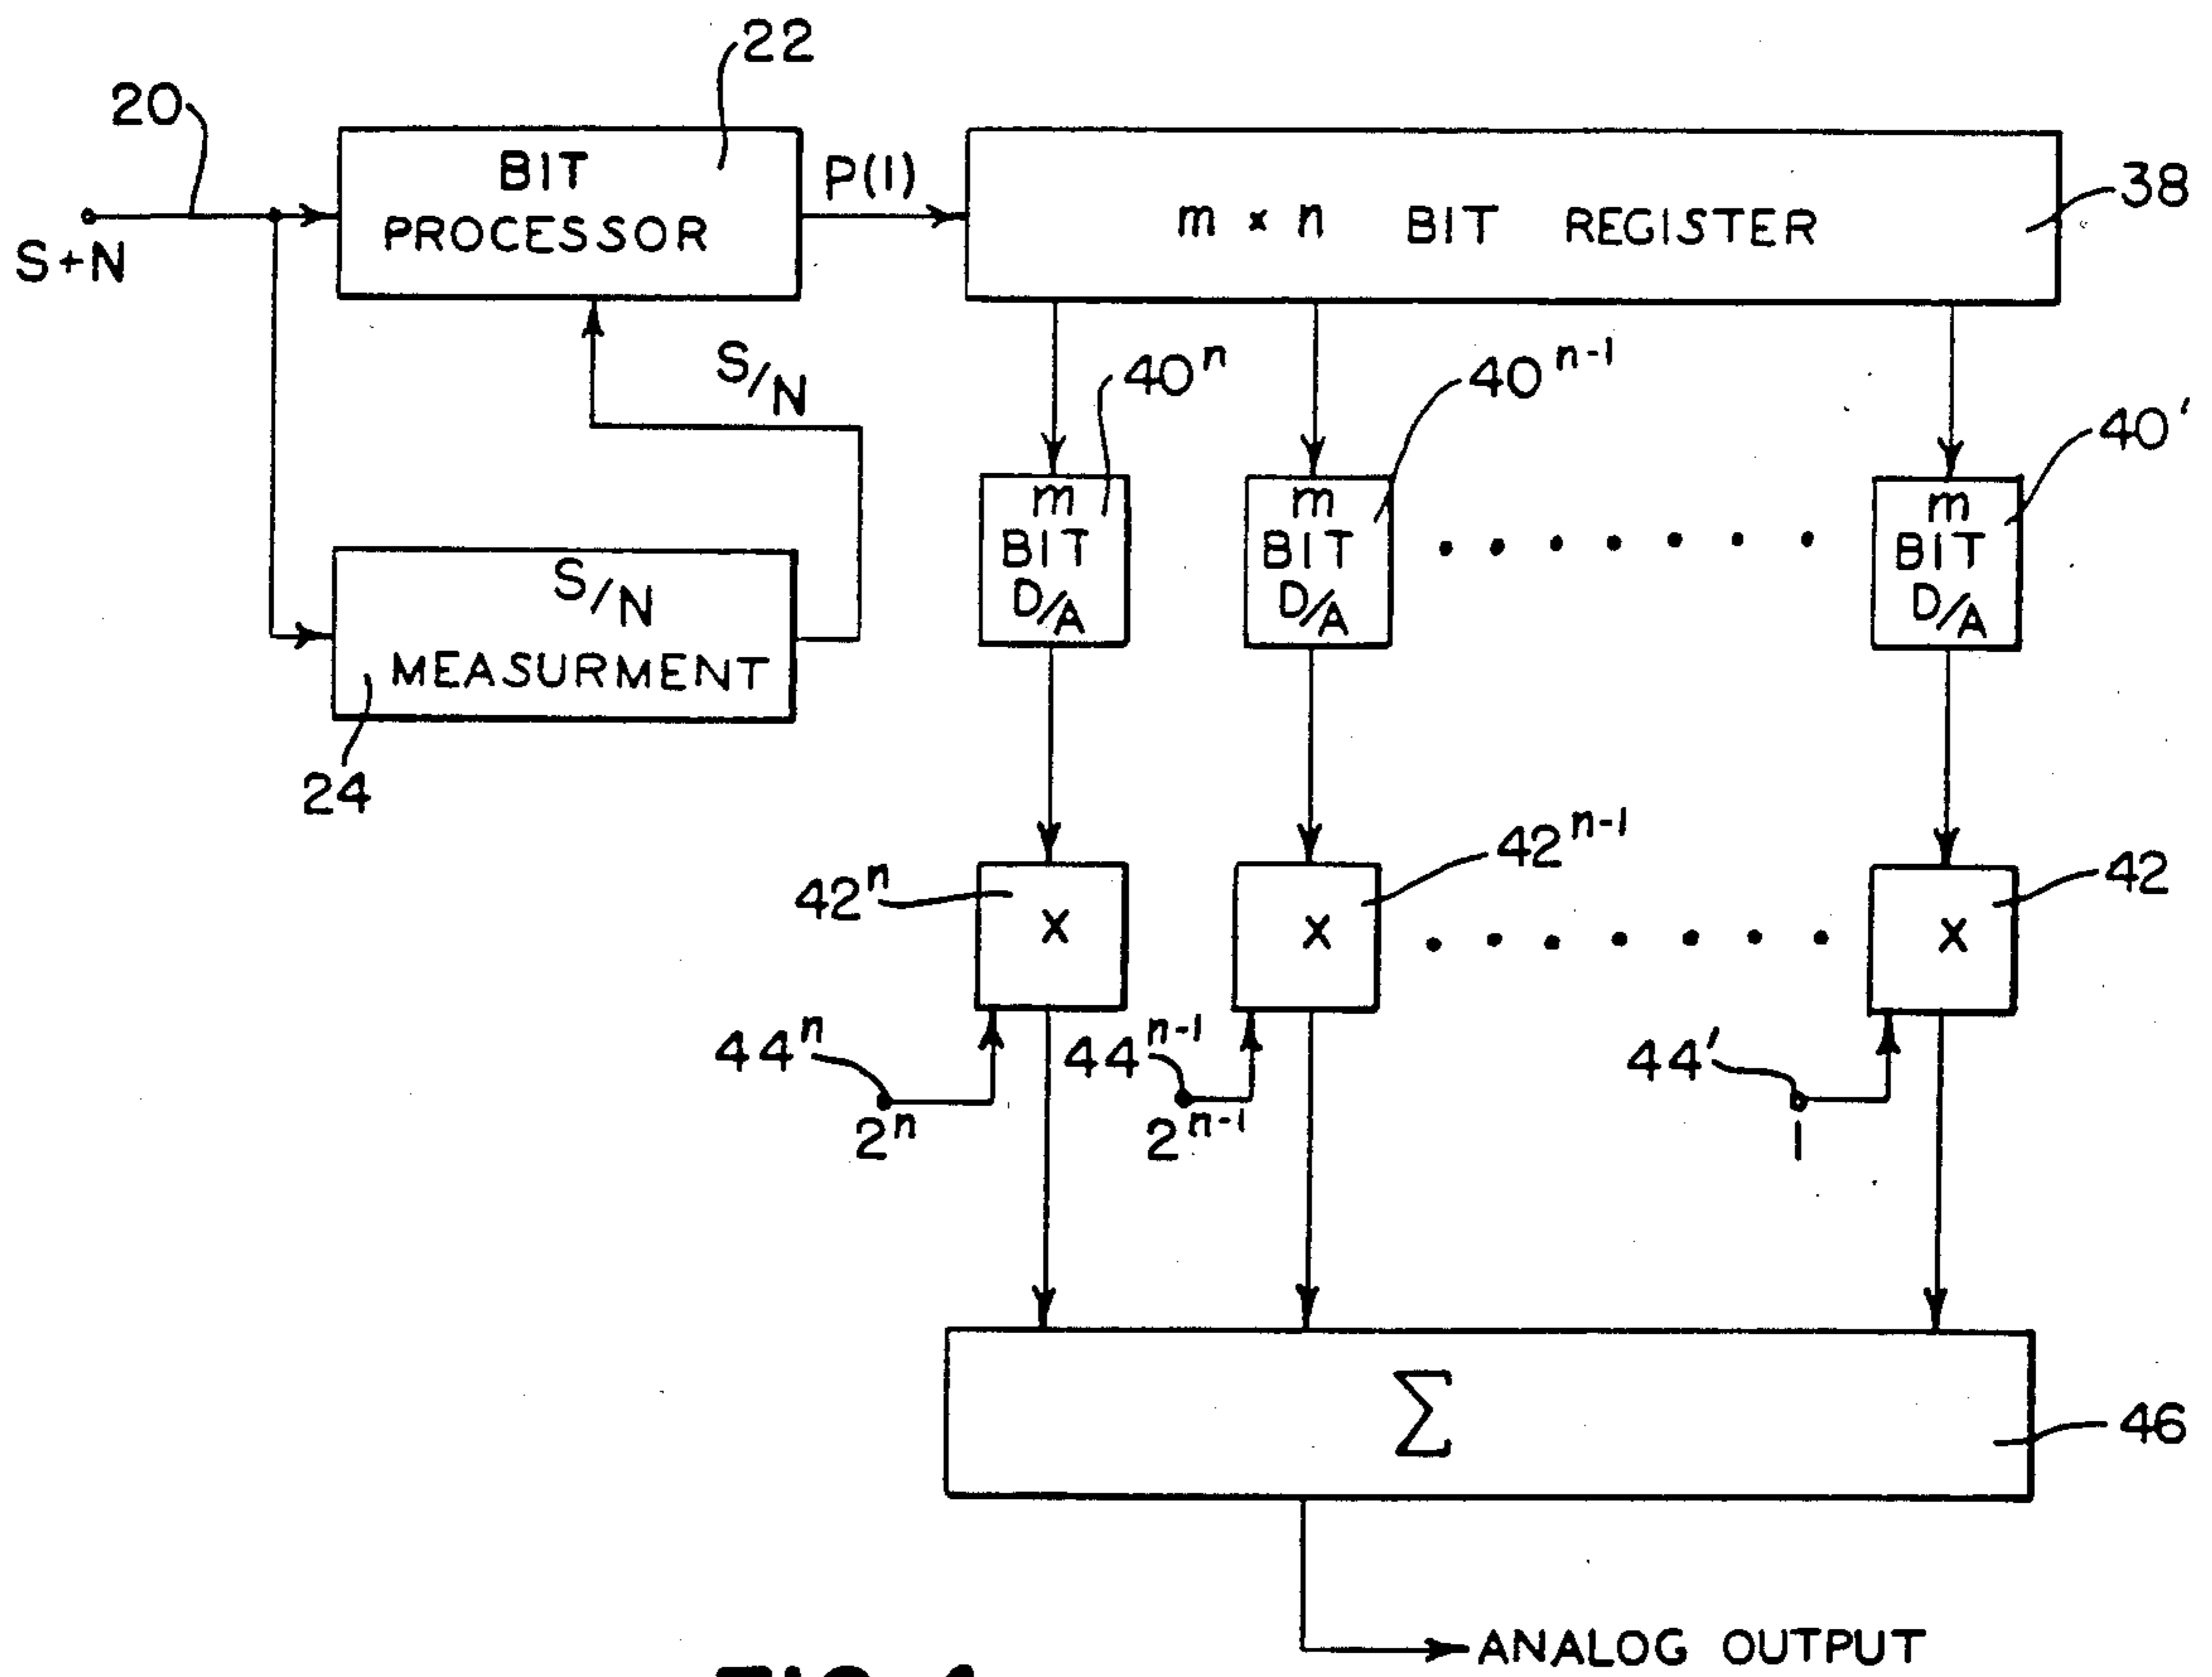 22
20
BIT
PROCESSOR
P(1)
m x n BIT REGISTER
38
S+N
S/N
40ⁿ
40ⁿ⁻¹
40'
m
BIT
D/A
m
BIT
D/A
m
BIT
D/A
S/N
MEASURMENT
24
42ⁿ
X
42ⁿ⁻¹
X
42
X
44ⁿ
2ⁿ
44ⁿ⁻¹
2ⁿ⁻¹
44'
1
Σ
46
ANALOG OUTPUT